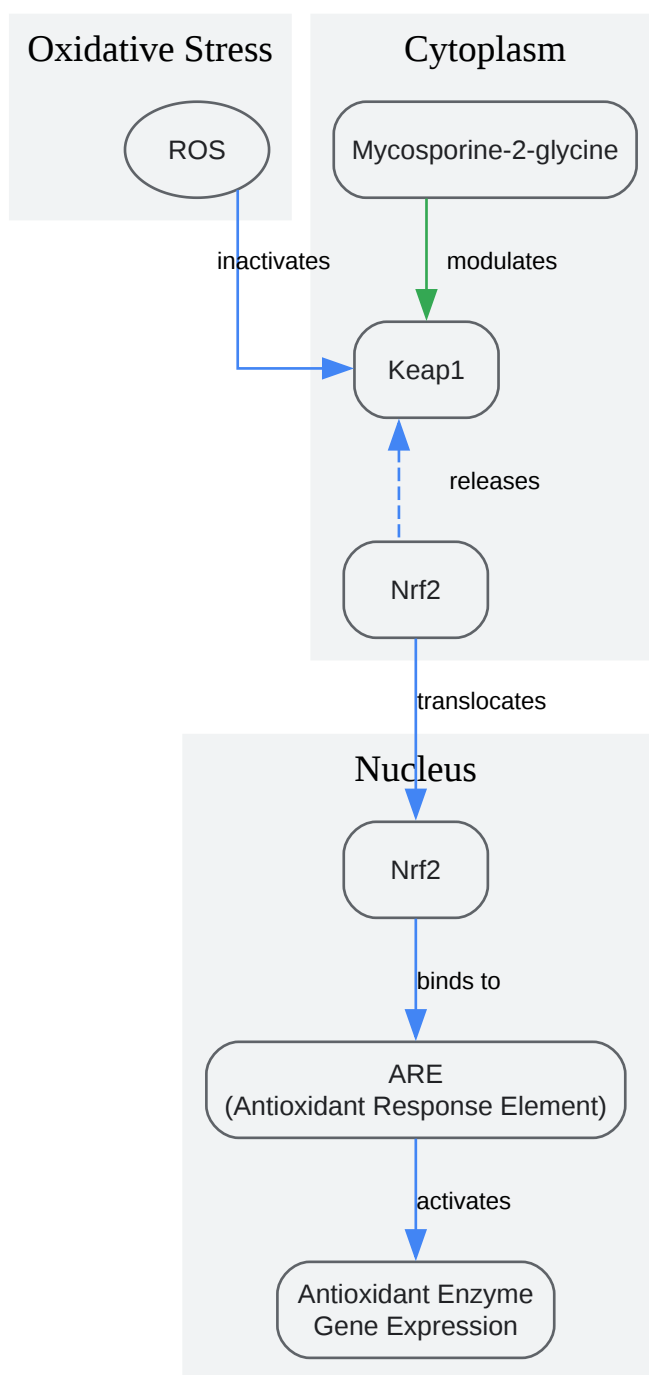 Oxidative Stress
Cytoplasm
ROS
Mycosporine-2-glycine
inactivates
modulates
Keap1
releases
Nrf2
translocates
Nucleus
Nrf2
binds to
ARE
(Antioxidant Response Element)
activates
Antioxidant Enzyme
Gene Expression